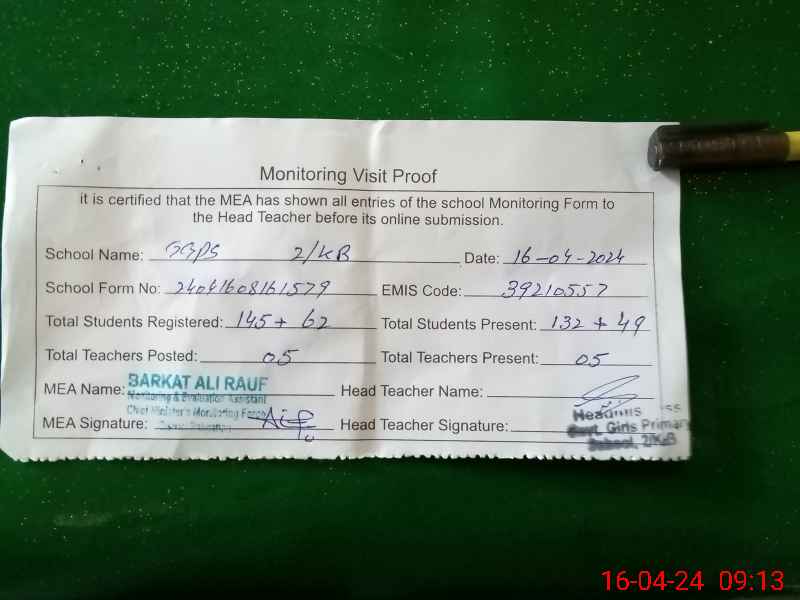 Monitoring Visit Proof
it is certified that the MEA has shown all entries of the school Monitoring Form to
the Head Teacher before its online submission.
School Name: GGPS 2/KB Date: 16-04-2024
School Form No: 24041608161579 EMIS Code: 39210557
Total Students Registered: 145 + 62 Total Students Present: 132 + 49
Total Teachers Posted: 05 Total Teachers Present: 05
MEA Name: BARKAT ALI RAUF Head Teacher Name:
Monitoring & Evaluation Assistant
Chief Minister's Monitoring Force
MEA Signature: Head Teacher Signature:
Headmis ss
Govt. Girls Primary
School, 2/KB
16-04-24 09:13